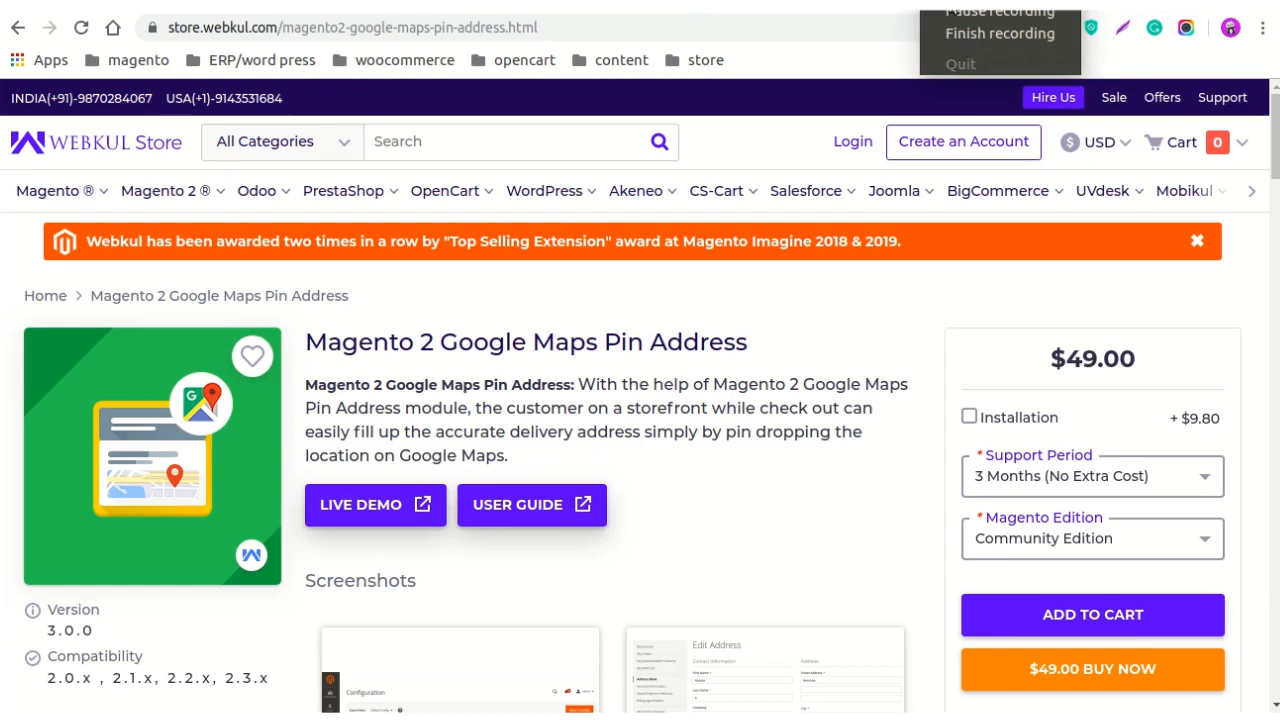 Pause recording
store.webkul.com/magento2-google-maps-pin-address.html
Finish recording
Apps magento ERP/word press woocommerce opencart content store
Quit
INDIA(+91)-9870284067 USA(+1)-9143531684 Hire Us Sale Offers Support
WEBKUL Store All Categories Search Login Create an Account $ USD Cart 0
Magento ® Magento 2 ® Odoo PrestaShop OpenCart WordPress Akeneo CS-Cart Salesforce Joomla BigCommerce UVdesk Mobikul
Webkul has been awarded two times in a row by "Top Selling Extension" award at Magento Imagine 2018 & 2019.
Home > Magento 2 Google Maps Pin Address
Magento 2 Google Maps Pin Address
Magento 2 Google Maps Pin Address: With the help of Magento 2 Google Maps
Pin Address module, the customer on a storefront while check out can
easily fill up the accurate delivery address simply by pin dropping the
location on Google Maps.
LIVE DEMO USER GUIDE
Screenshots
G
Version
3.0.0
Compatibility
2.0.x , 2.1.x, 2.2.x, 2.3.x
Configuration
Edit Address
Contact Information Address
$49.00
Installation + $9.80
* Support Period
3 Months (No Extra Cost)
* Magento Edition
Community Edition
ADD TO CART
$49.00 BUY NOW